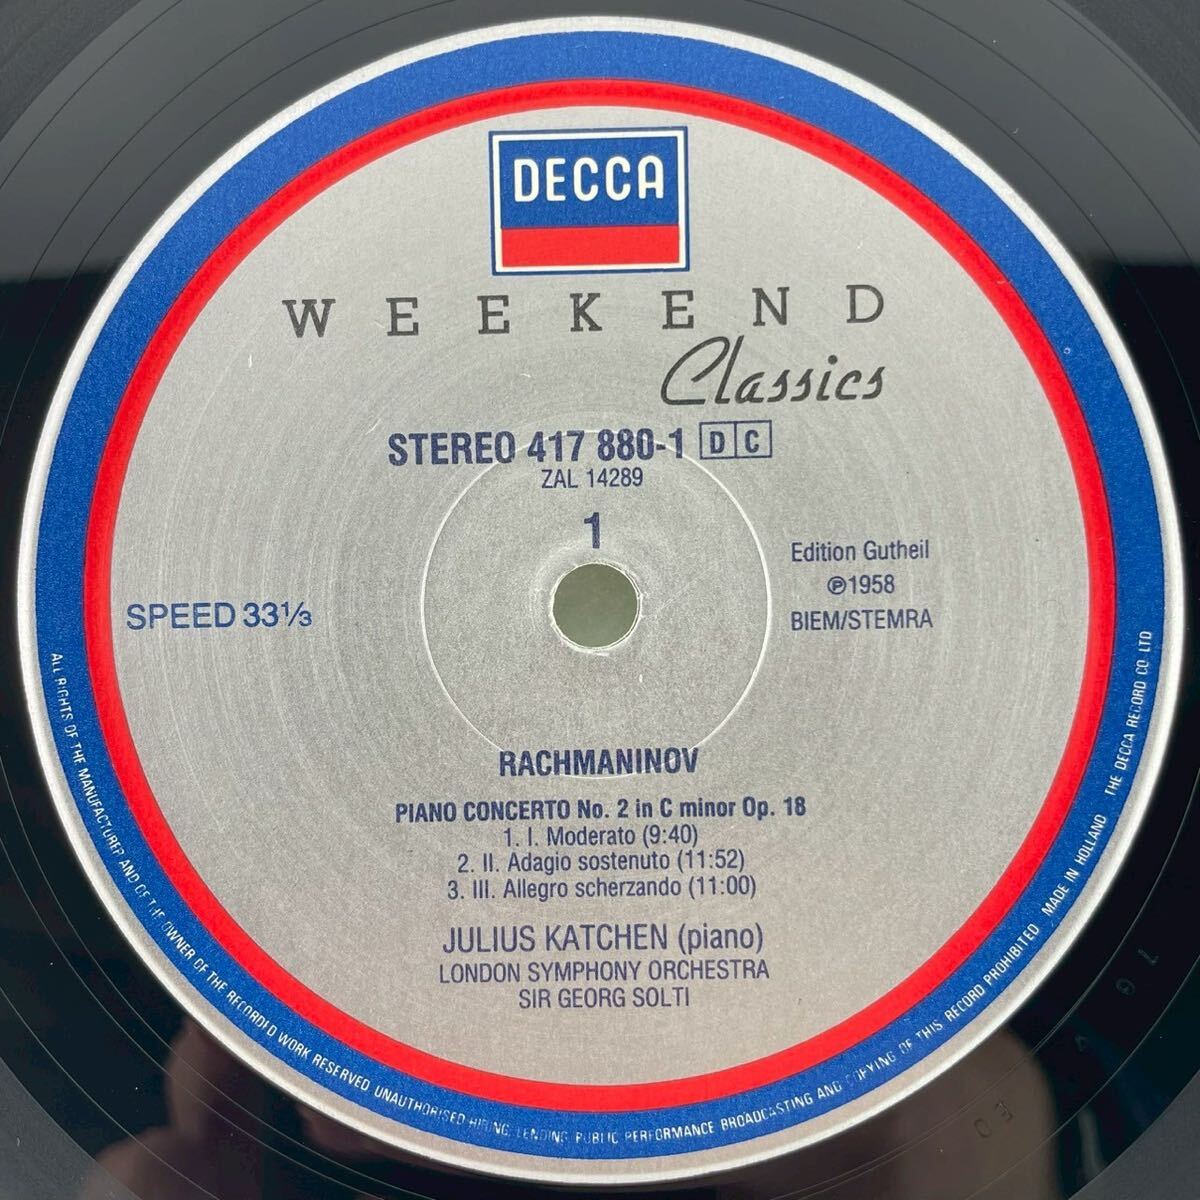 DECCA
WEEKEND
Classics
STEREO 417 880-1 D C
ZAL 14289
1
Edition Gutheil
℗1958
BIEM/STEMRA
SPEED 33⅓
RACHMANINOV
PIANO CONCERTO No. 2 in C minor Op. 18
1. I. Moderato (9:40)
2. II. Adagio sostenuto (11:52)
3. III. Allegro scherzando (11:00)
JULIUS KATCHEN (piano)
LONDON SYMPHONY ORCHESTRA
SIR GEORG SOLTI
ALL RIGHTS OF THE MANUFACTURER AND OF THE OWNER OF THE RECORDED WORK RESERVED UNAUTHORISED HIRING, LENDING, PUBLIC PERFORMANCE BROADCASTING AND COPYING OF THIS RECORD PROHIBITED MADE IN HOLLAND THE DECCA RECORD CO. LTD